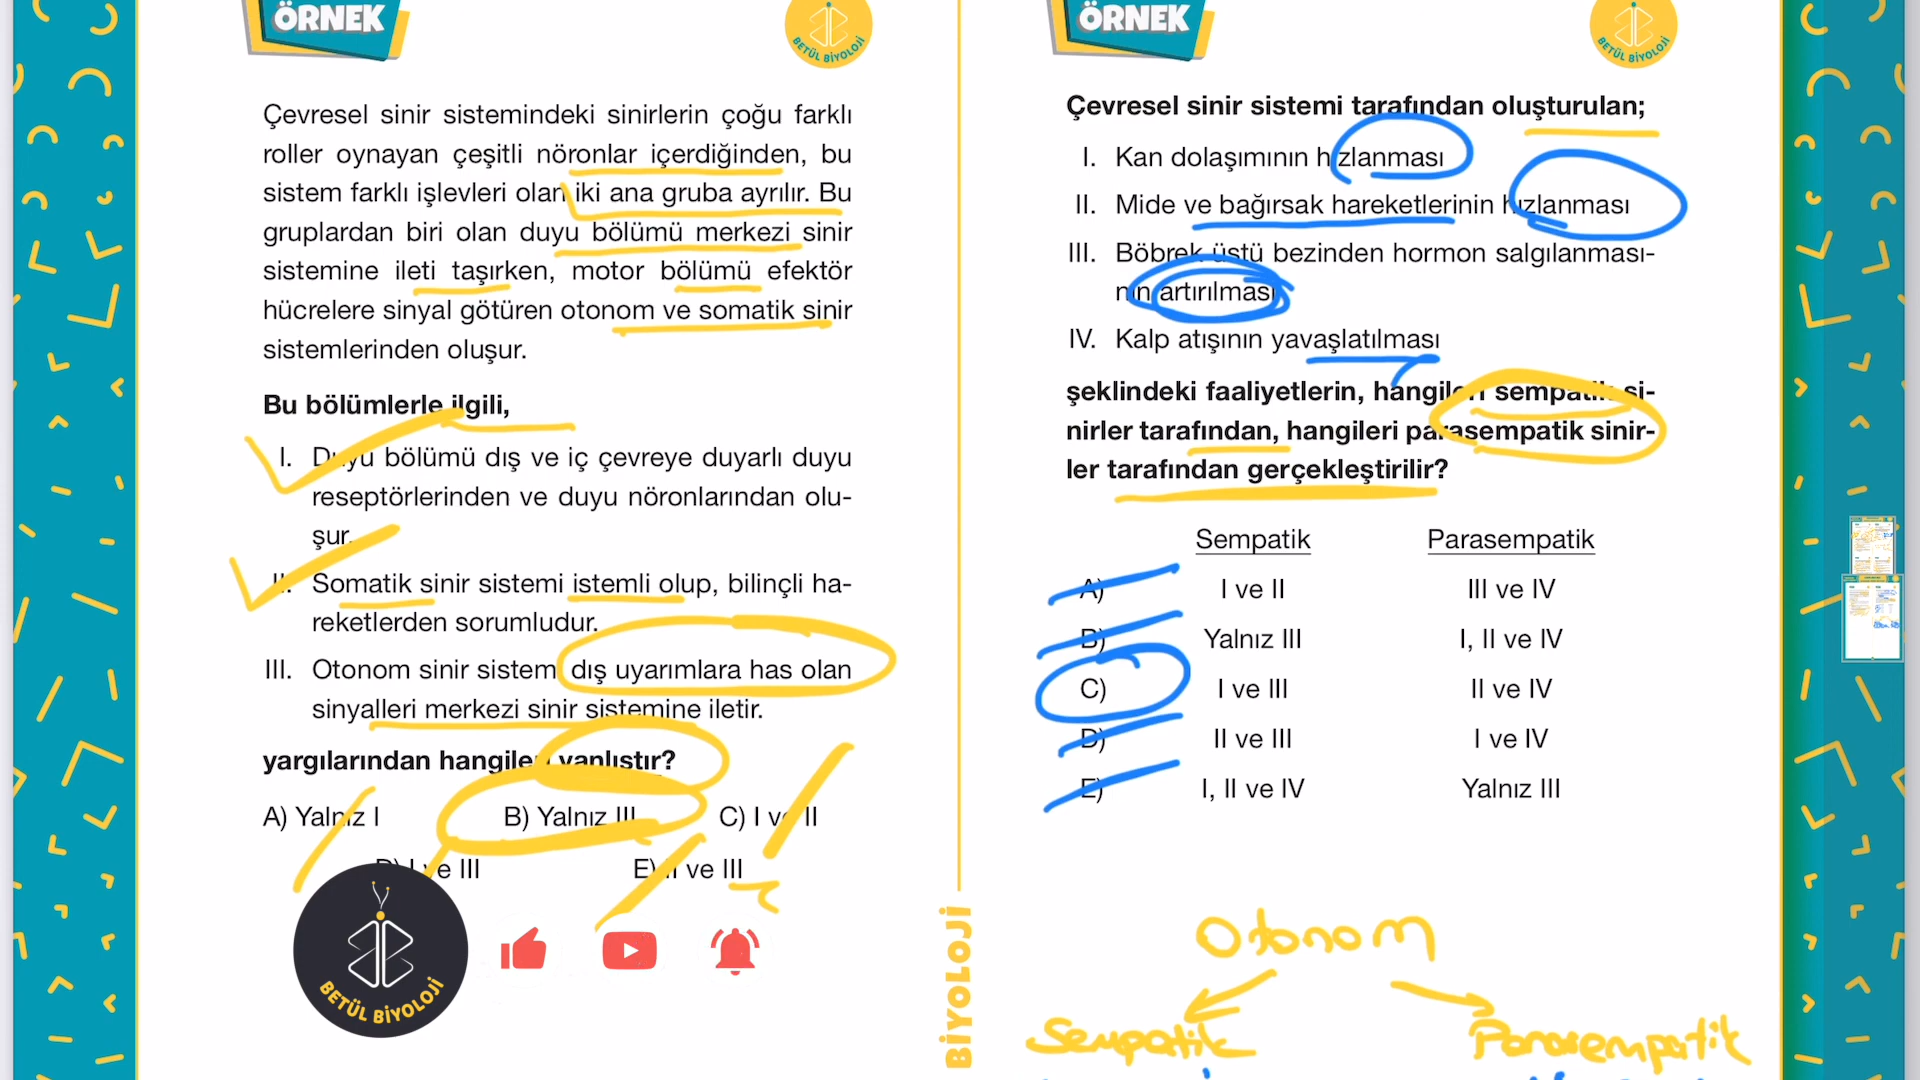 ÖRNEK
BETÜL BİYOLOJİ
Çevresel sinir sistemindeki sinirlerin çoğu farklı
roller oynayan çeşitli nöronlar içerdiğinden, bu
sistem farklı işlevleri olan iki ana gruba ayrılır. Bu
gruplardan biri olan duyu bölümü merkezi sinir
sistemine ileti taşırken, motor bölümü efektör
hücrelere sinyal götüren otonom ve somatik sinir
sistemlerinden oluşur.
Bu bölümlerle ilgili,
I. Duyu bölümü dış ve iç çevreye duyarlı duyu
reseptörlerinden ve duyu nöronlarından olu-
şur.
II. Somatik sinir sistemi istemli olup, bilinçli ha-
reketlerden sorumludur.
III. Otonom sinir sistemi dış uyarımlara has olan
sinyalleri merkezi sinir sistemine iletir.
yargılarından hangileri yanlıştır?
A) Yalnız I B) Yalnız III C) I ve II
D) I ve III E) II ve III
BETÜL BİYOLOJİ
BİYOLOJİ
ÖRNEK
BETÜL BİYOLOJİ
Çevresel sinir sistemi tarafından oluşturulan;
I. Kan dolaşımının hızlanması
II. Mide ve bağırsak hareketlerinin hızlanması
III. Böbrek üstü bezinden hormon salgılanması-
nın artırılması
IV. Kalp atışının yavaşlatılması
şeklindeki faaliyetlerin, hangileri sempatik si-
nirler tarafından, hangileri parasempatik sinir-
ler tarafından gerçekleştirilir?
Sempatik Parasempatik
A) I ve II III ve IV
B) Yalnız III I, II ve IV
C) I ve III II ve IV
D) II ve III I ve IV
E) I, II ve IV Yalnız III
Otonom
Sempatik Parasempatik